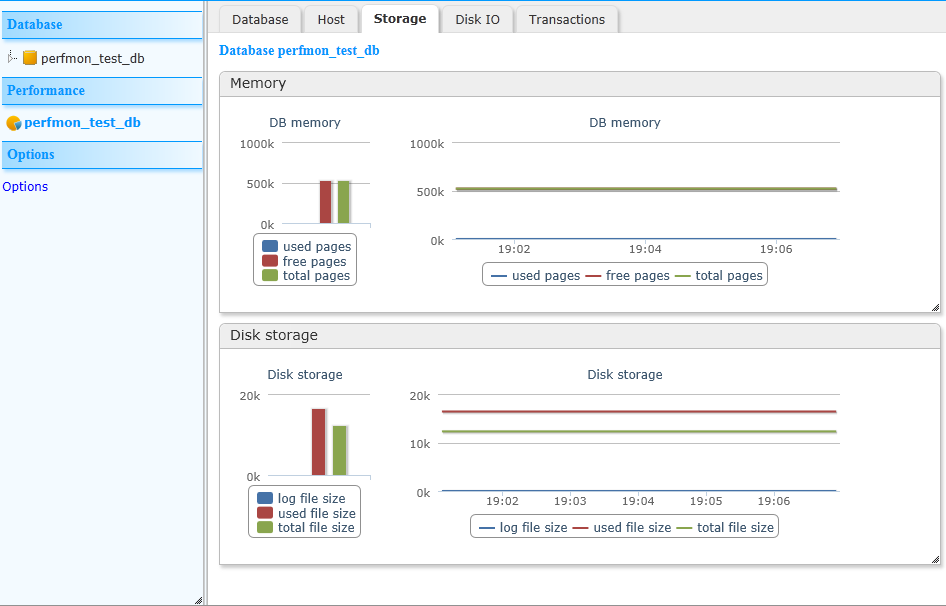 Database
perfmon_test_db
Performance
perfmon_test_db
Options
Options
Database Host Storage Disk IO Transactions
Database perfmon_test_db
Memory
DB memory
1000k
500k
0k
used pages
free pages
total pages
DB memory
1000k
500k
0k
19:02 19:04 19:06
used pages free pages total pages
Disk storage
Disk storage
20k
0k
log file size
used file size
total file size
Disk storage
20k
10k
0k
19:02 19:03 19:04 19:05 19:06
log file size used file size total file size